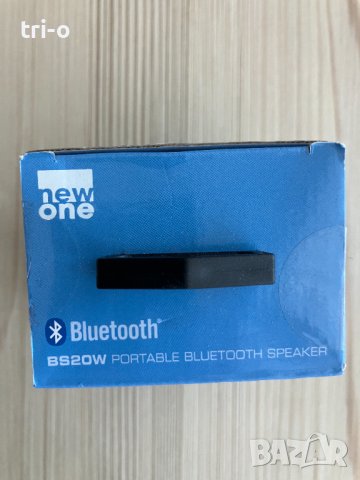 tri-o
new
one
Bluetooth®
BS20W PORTABLE BLUETOOTH SPEAKER
BAZAR